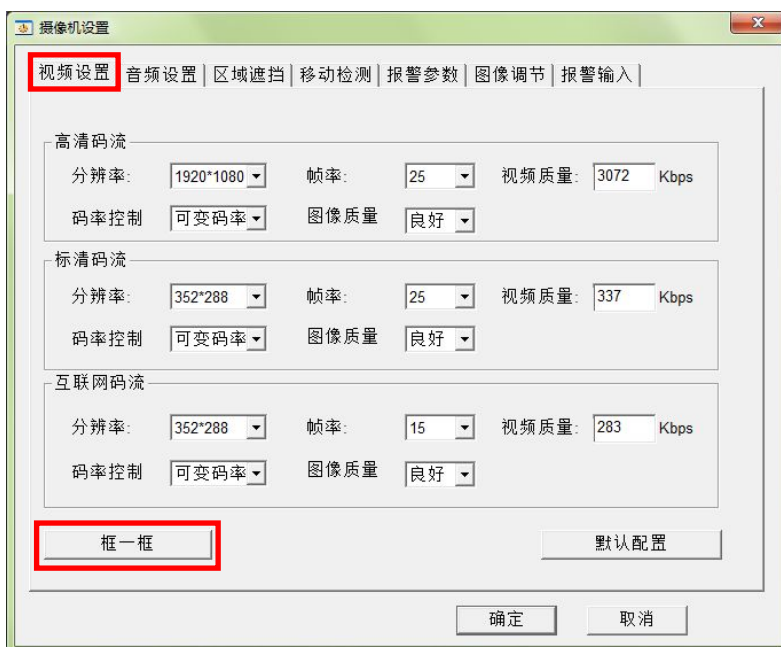 摄像机设置
视频设置 音频设置 区域遮挡 移动检测 报警参数 图像调节 报警输入
高清码流
分辨率: 1920*1080 帧率: 25 视频质量: 3072 Kbps
码率控制 可变码率 图像质量 良好
标清码流
分辨率: 352*288 帧率: 25 视频质量: 337 Kbps
码率控制 可变码率 图像质量 良好
互联网码流
分辨率: 352*288 帧率: 15 视频质量: 283 Kbps
码率控制 可变码率 图像质量 良好
框一框 默认配置
确定 取消